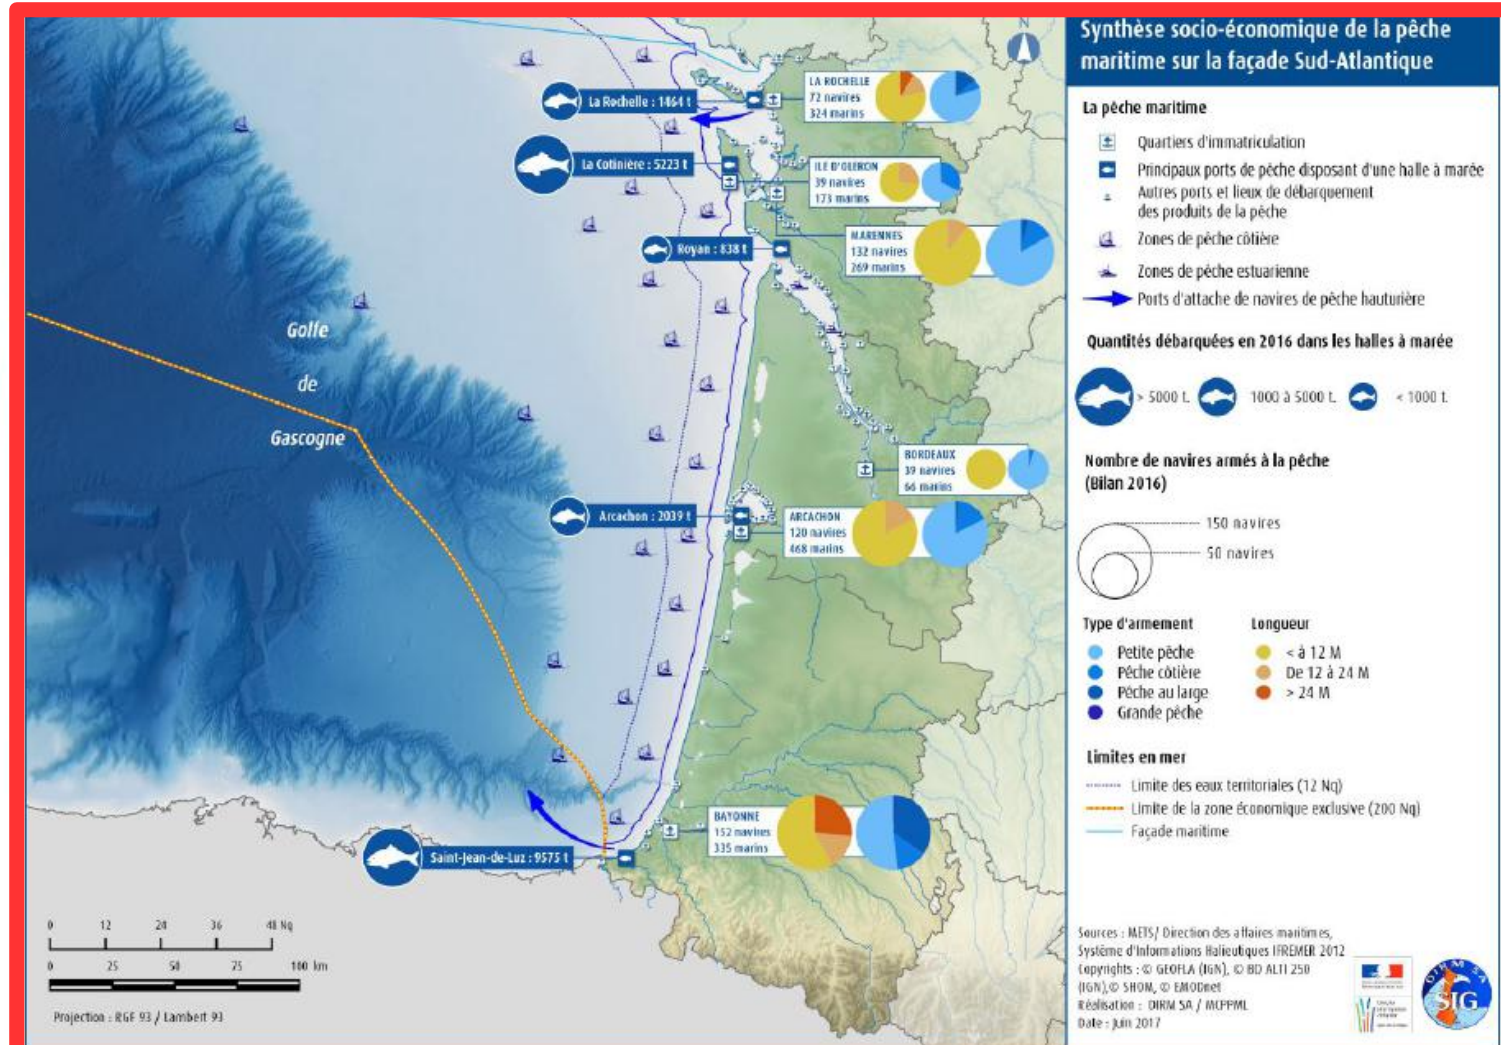 Synthèse socio-économique de la pêche
maritime sur la façade Sud-Atlantique
N
La Rochelle : 1464 t
LA ROCHELLE
72 navires
324 marins
La Cotinière : 5223 t
ILE D'OLERON
39 navires
173 marins
MARENNES
132 navires
269 marins
Royan : 838 t
Golfe
de
Gascogne
BORDEAUX
39 navires
66 marins
Arcachon : 2039 t
ARCACHON
120 navires
468 marins
BAYONNE
152 navires
335 marins
Saint-Jean-de-Luz : 9575 t
0 12 24 36 48 Nq
0 25 50 75 100 km
Projection : RGF 93 / Lambert 93
La pêche maritime
Quartiers d'immatriculation
Principaux ports de pêche disposant d'une halle à marée
Autres ports et lieux de débarquement
des produits de la pêche
Zones de pêche côtière
Zones de pêche estuarienne
Ports d'attache de navires de pêche hauturière
Quantités débarquées en 2016 dans les halles à marée
> 5000 t. 1000 à 5000 t. < 1000 t.
Nombre de navires armés à la pêche
(Bilan 2016)
150 navires
50 navires
Type d'armement
Petite pêche
Pêche côtière
Pêche au large
Grande pêche
Longueur
< à 12 M
De 12 à 24 M
> 24 M
Limites en mer
Limite des eaux territoriales (12 Nq)
Limite de la zone économique exclusive (200 Nq)
Façade maritime
Sources : METS/ Direction des affaires maritimes,
Système d'Informations Halieutiques IFREMER 2012
Copyrights : © GEOFLA (IGN), © BD ALTI 250
(IGN),© SHOM, © EMODnet
Réalisation : DIRM SA / MCPPML
Date : Juin 2017
DIRM SA
SIG